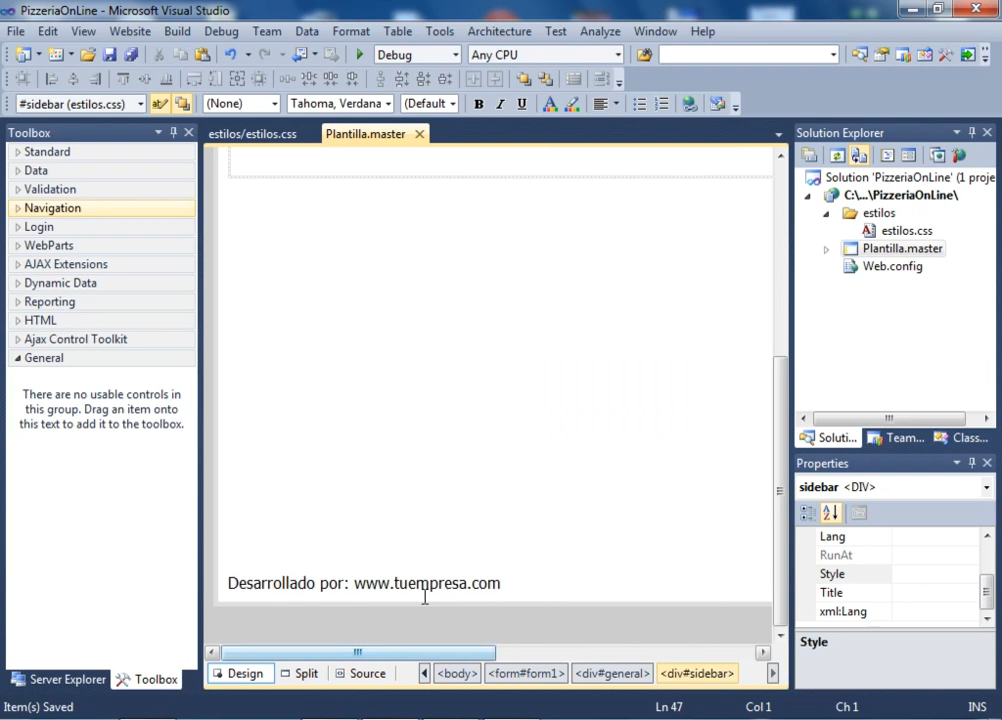 PizzeriaOnLine - Microsoft Visual Studio
File Edit View Website Build Debug Team Data Format Tools Architecture Test Analyze Window Help
Debug Any CPU
#sidebar (estilos.css) (None) Tahoma, Verdana (Default B I U A
Toolbox
Standard
Data
Validation
Navigation
Login
WebParts
AJAX Extensions
Dynamic Data
Reporting
HTML
Ajax Control Toolkit
General
There are no usable controls in
this group. Drag an item onto
this text to add it to the toolbox.
Server Explorer Toolbox
estilos/estilos.css Plantilla.master
Desarrollado por: www.tuempresa.com
Design Split Source <body> <form#form1> <div#general> <div#sidebar>
Solution Explorer
Solution 'PizzeriaOnLine' (1 proje
C:\...\PizzeriaOnLine\
estilos
estilos.css
Plantilla.master
Web.config
Soluti... Team... Class...
Properties
sidebar <DIV>
Lang
RunAt
Style
Title
xml:Lang
Style
Item(s) Saved Ln 47 Col 1 Ch 1 INS